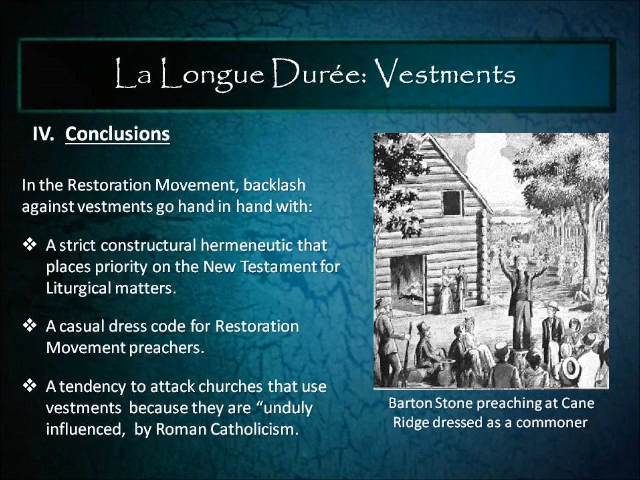 La Longue Durée: Vestments
IV. Conclusions
In the Restoration Movement, backlash
against vestments go hand in hand with:
❖ A strict constructural hermeneutic that
places priority on the New Testament for
Liturgical matters.
❖ A casual dress code for Restoration
Movement preachers.
❖ A tendency to attack churches that use
vestments because they are “unduly
influenced, by Roman Catholicism.
Barton Stone preaching at Cane
Ridge dressed as a commoner